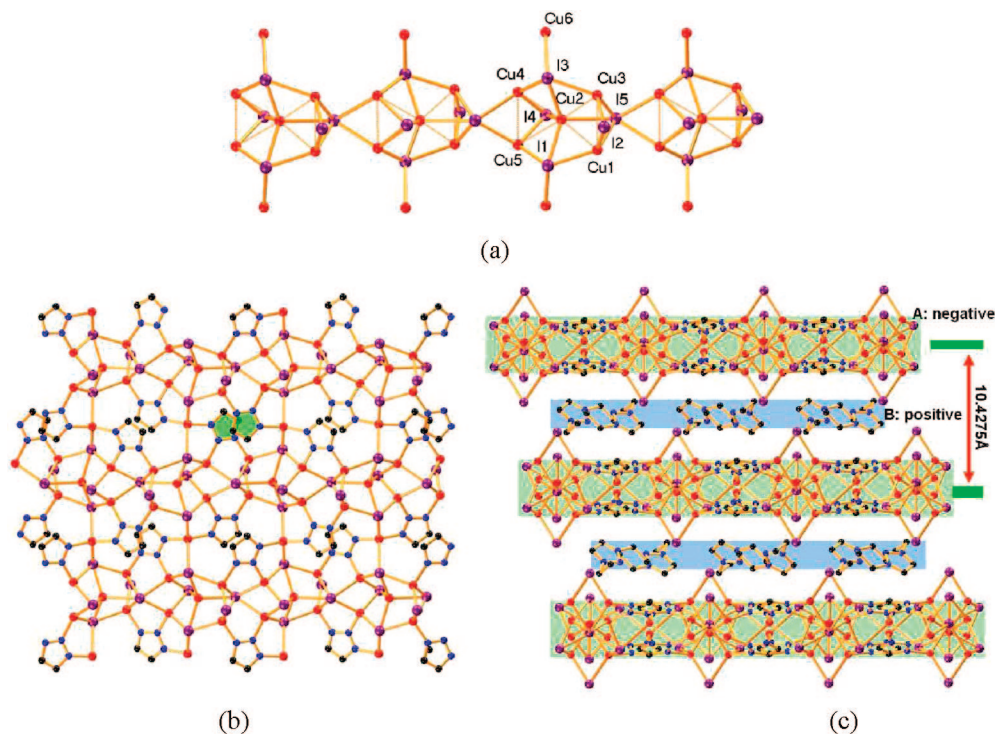 Cu6
I3
Cu4
Cu3
Cu2
I5
I4
I1
I2
Cu5
Cu1
(a)
A: negative
B: positive
10.4275Å
(b)
(c)